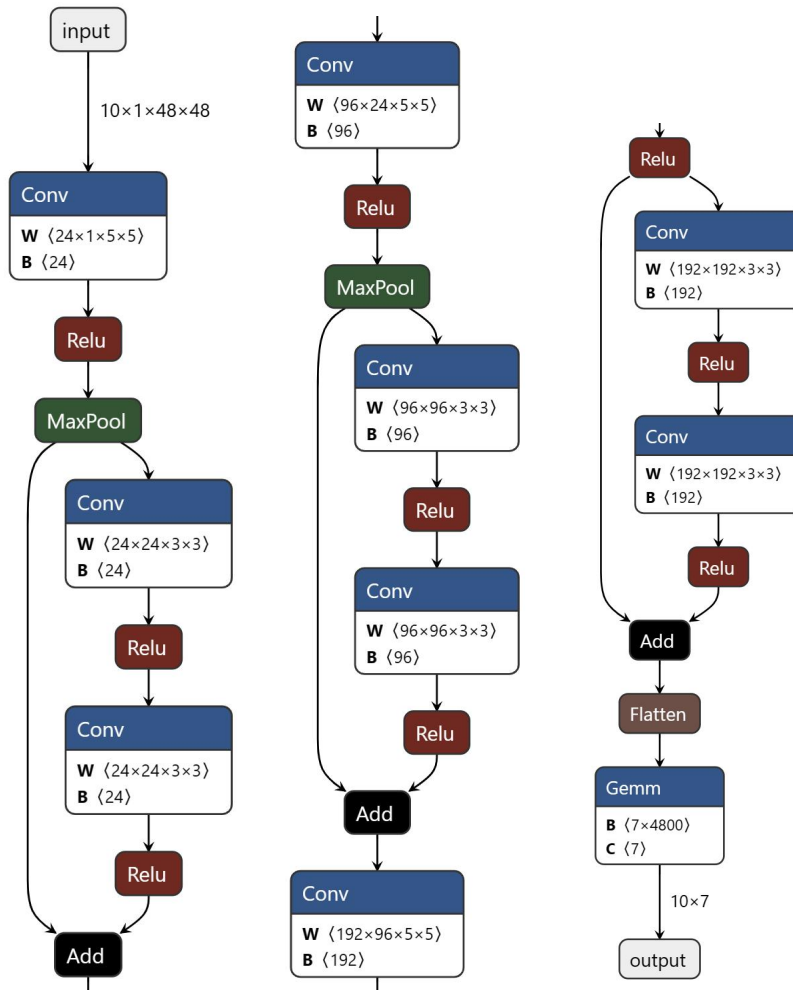 input
10×1×48×48
Conv
W ⟨24×1×5×5⟩
B ⟨24⟩
Relu
MaxPool
Conv
W ⟨24×24×3×3⟩
B ⟨24⟩
Relu
Conv
W ⟨24×24×3×3⟩
B ⟨24⟩
Relu
Add
Conv
W ⟨96×24×5×5⟩
B ⟨96⟩
Relu
MaxPool
Conv
W ⟨96×96×3×3⟩
B ⟨96⟩
Relu
Conv
W ⟨96×96×3×3⟩
B ⟨96⟩
Relu
Add
Conv
W ⟨192×96×5×5⟩
B ⟨192⟩
Relu
Conv
W ⟨192×192×3×3⟩
B ⟨192⟩
Relu
Conv
W ⟨192×192×3×3⟩
B ⟨192⟩
Relu
Add
Flatten
Gemm
B ⟨7×4800⟩
C ⟨7⟩
10×7
output